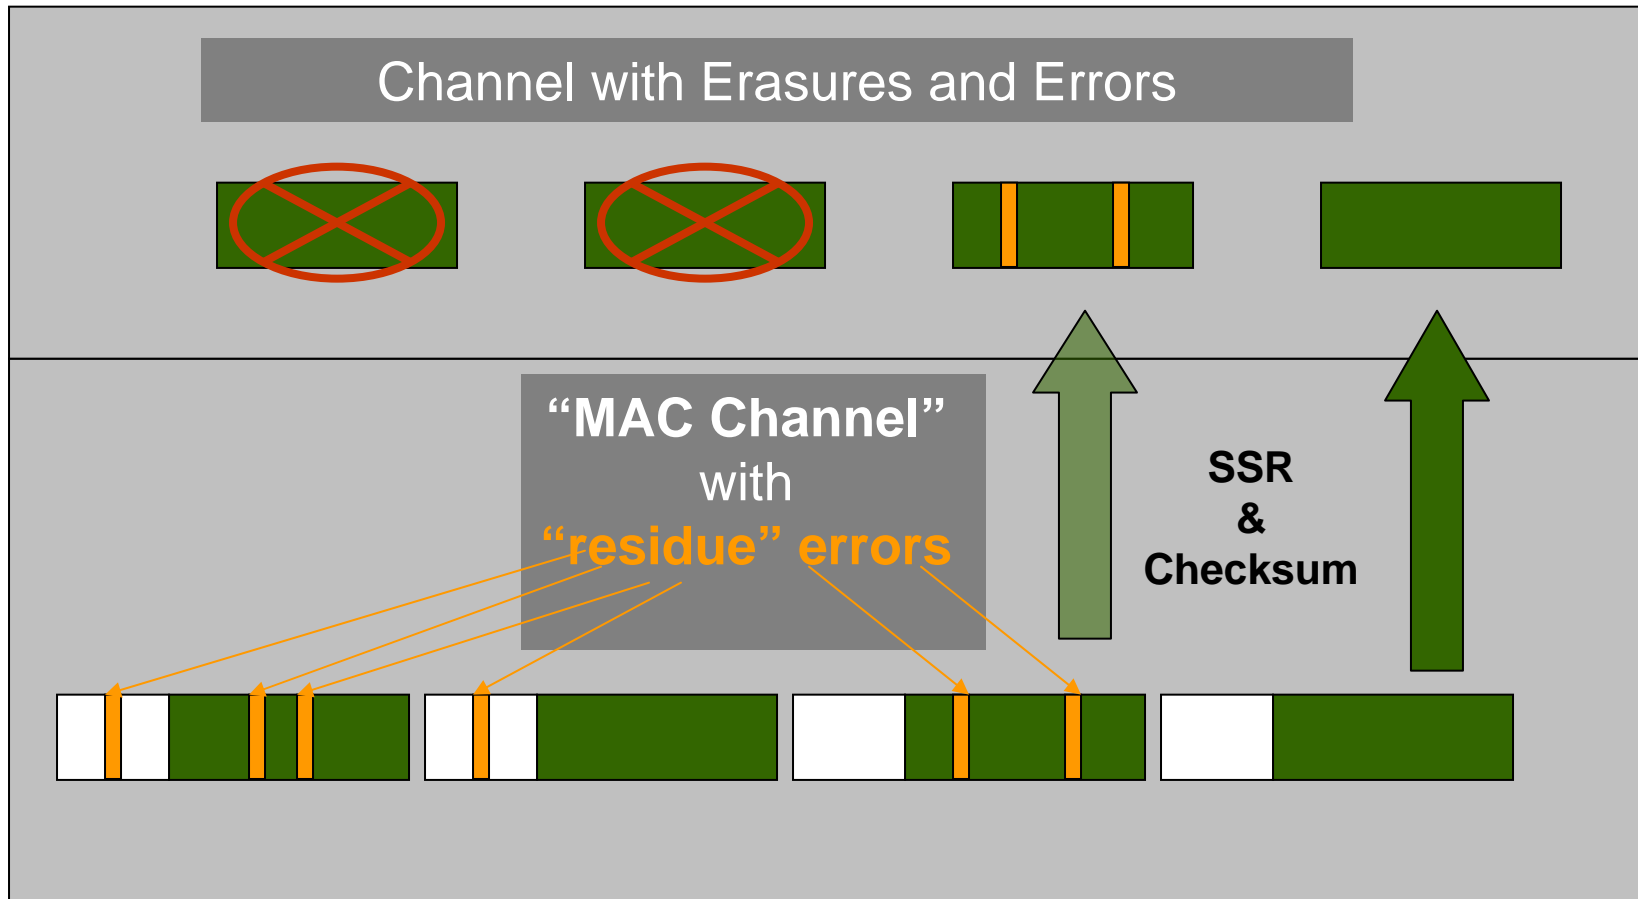 Channel with Erasures and Errors
“MAC Channel”
with
“residue” errors
SSR
&
Checksum